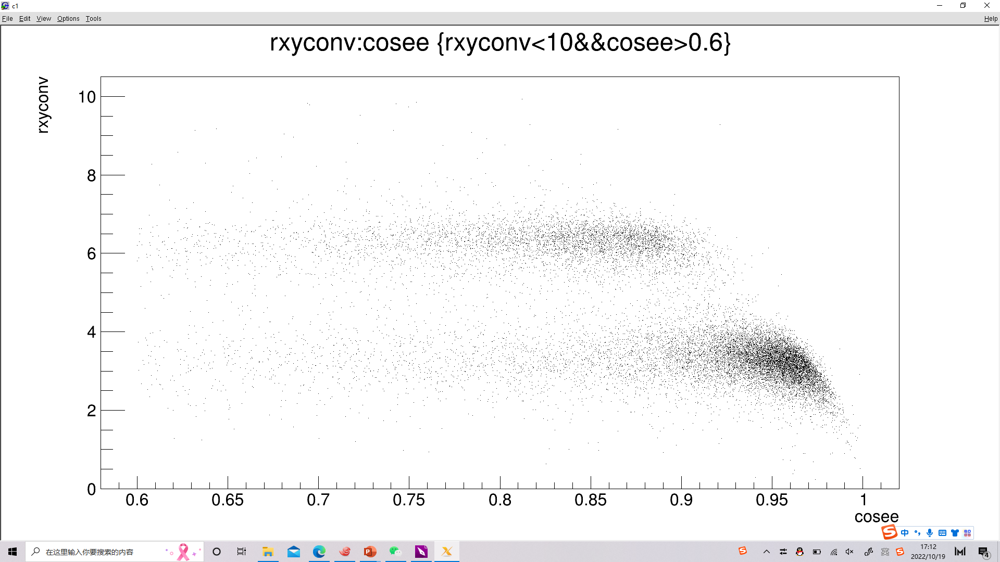 c1
File Edit View Options Tools Help
rxyconv:cosee {rxyconv<10&&cosee>0.6}
rxyconv
10
8
6
4
2
0
0.6 0.65 0.7 0.75 0.8 0.85 0.9 0.95 1
cosee
中
在这里输入你要搜索的内容
英
17:12
2022/10/19
4